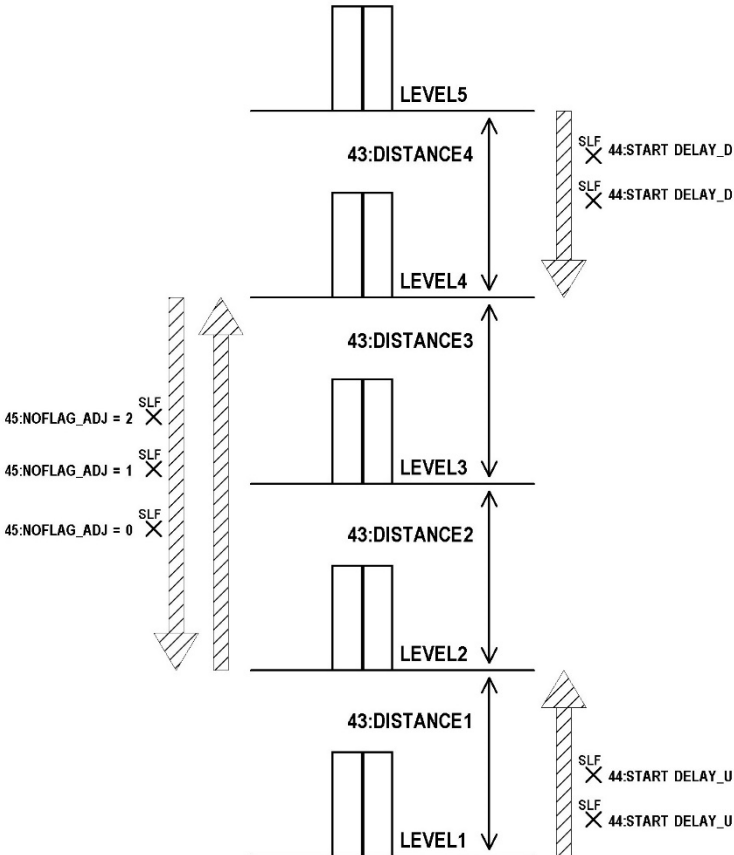 LEVEL5
43:DISTANCE4
SLF
44:START DELAY_D
SLF
44:START DELAY_D
LEVEL4
43:DISTANCE3
SLF
45:NOFLAG_ADJ = 2
SLF
45:NOFLAG_ADJ = 1
LEVEL3
SLF
45:NOFLAG_ADJ = 0
43:DISTANCE2
LEVEL2
43:DISTANCE1
SLF
44:START DELAY_U
SLF
44:START DELAY_U
LEVEL1